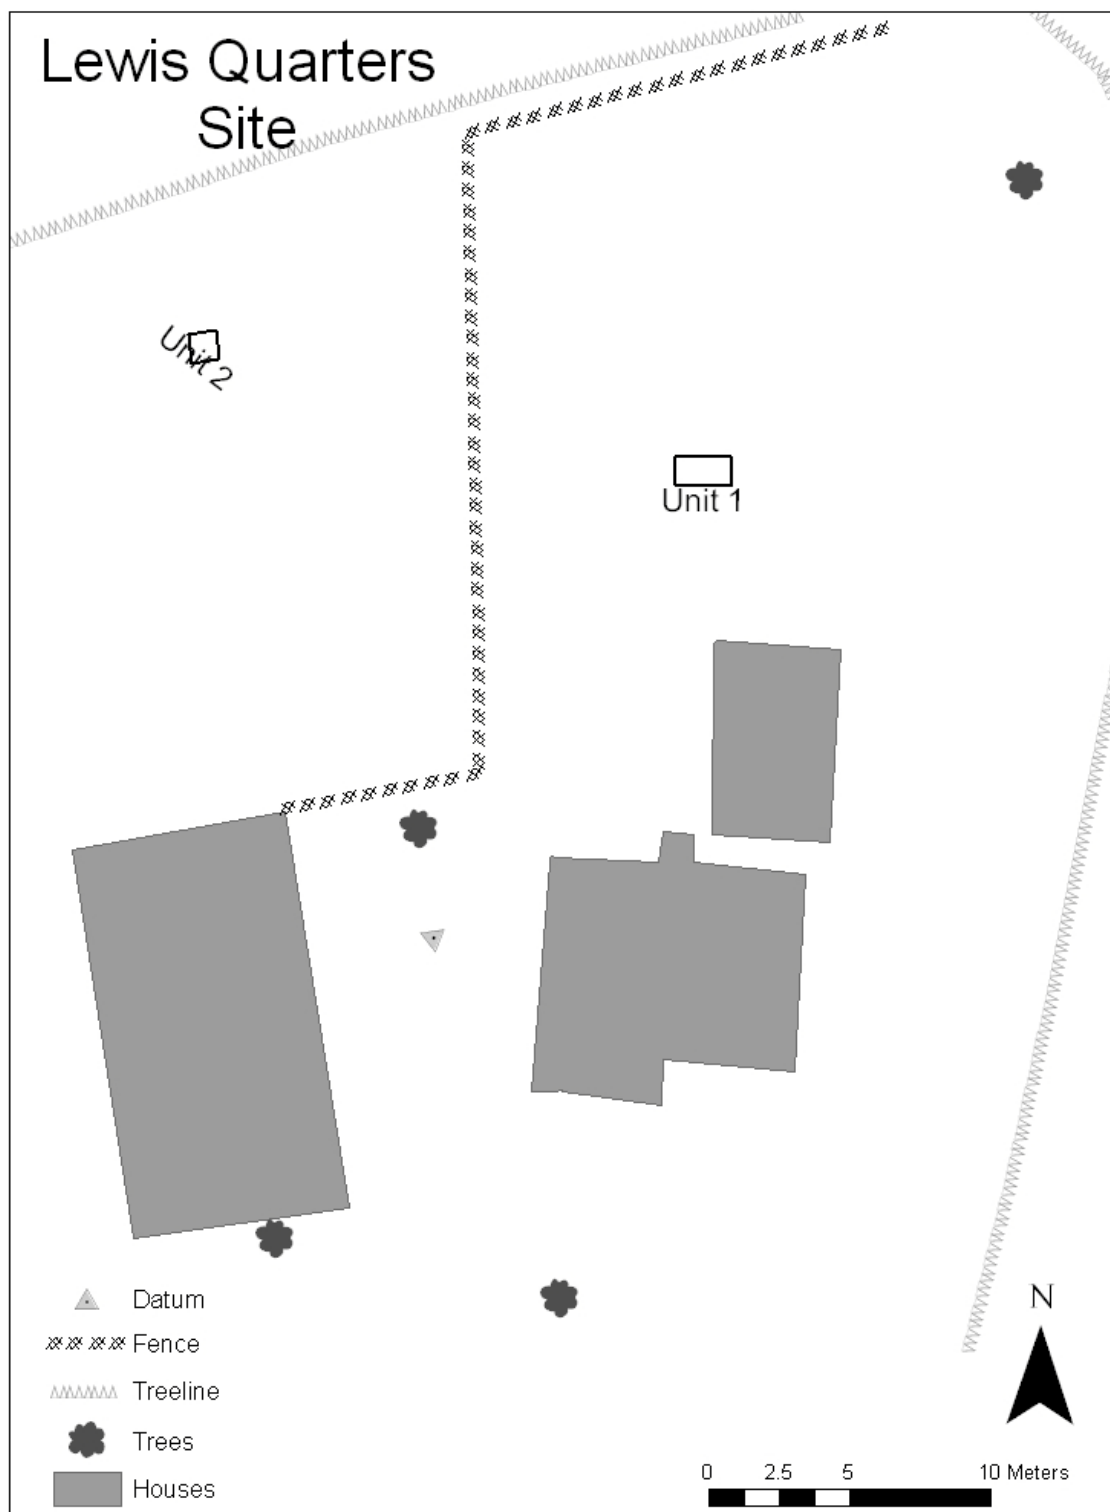 Lewis Quarters
Site
Unit 2
Unit 1
Datum
Fence
Treeline
Trees
Houses
N
0 2.5 5 10 Meters